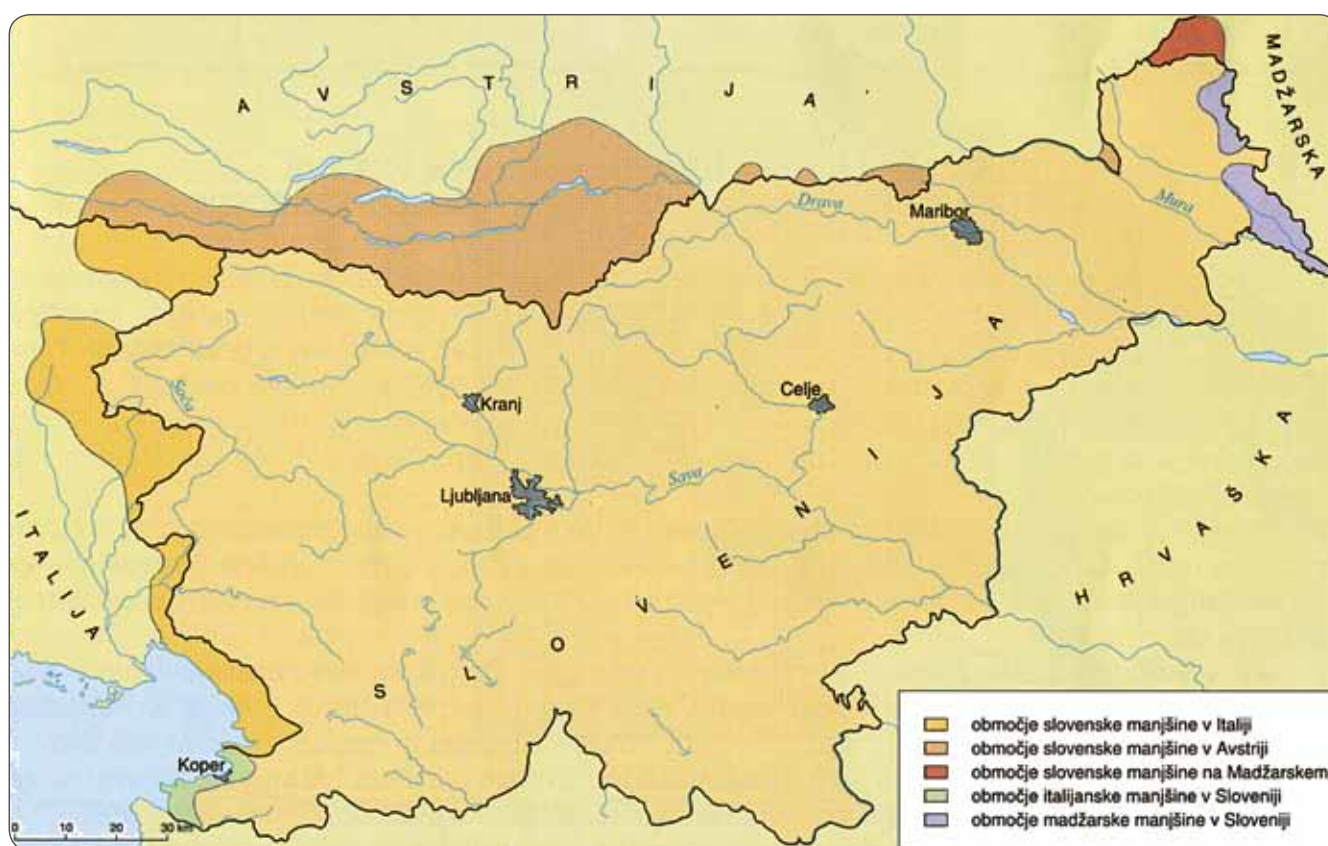 AVSTRIJA
MADŽARSKA
Drava
Maribor
Mura
Soča
Kranj
Celje
Ljubljana
Sava
ITALIJA
SLOVENIJA
HRVAŠKA
Koper
0 10 20 30 km
območje slovenske manjšine v Italiji
območje slovenske manjšine v Avstriji
območje slovenske manjšine na Madžarskem
območje italijanske manjšine v Sloveniji
območje madžarske manjšine v Sloveniji